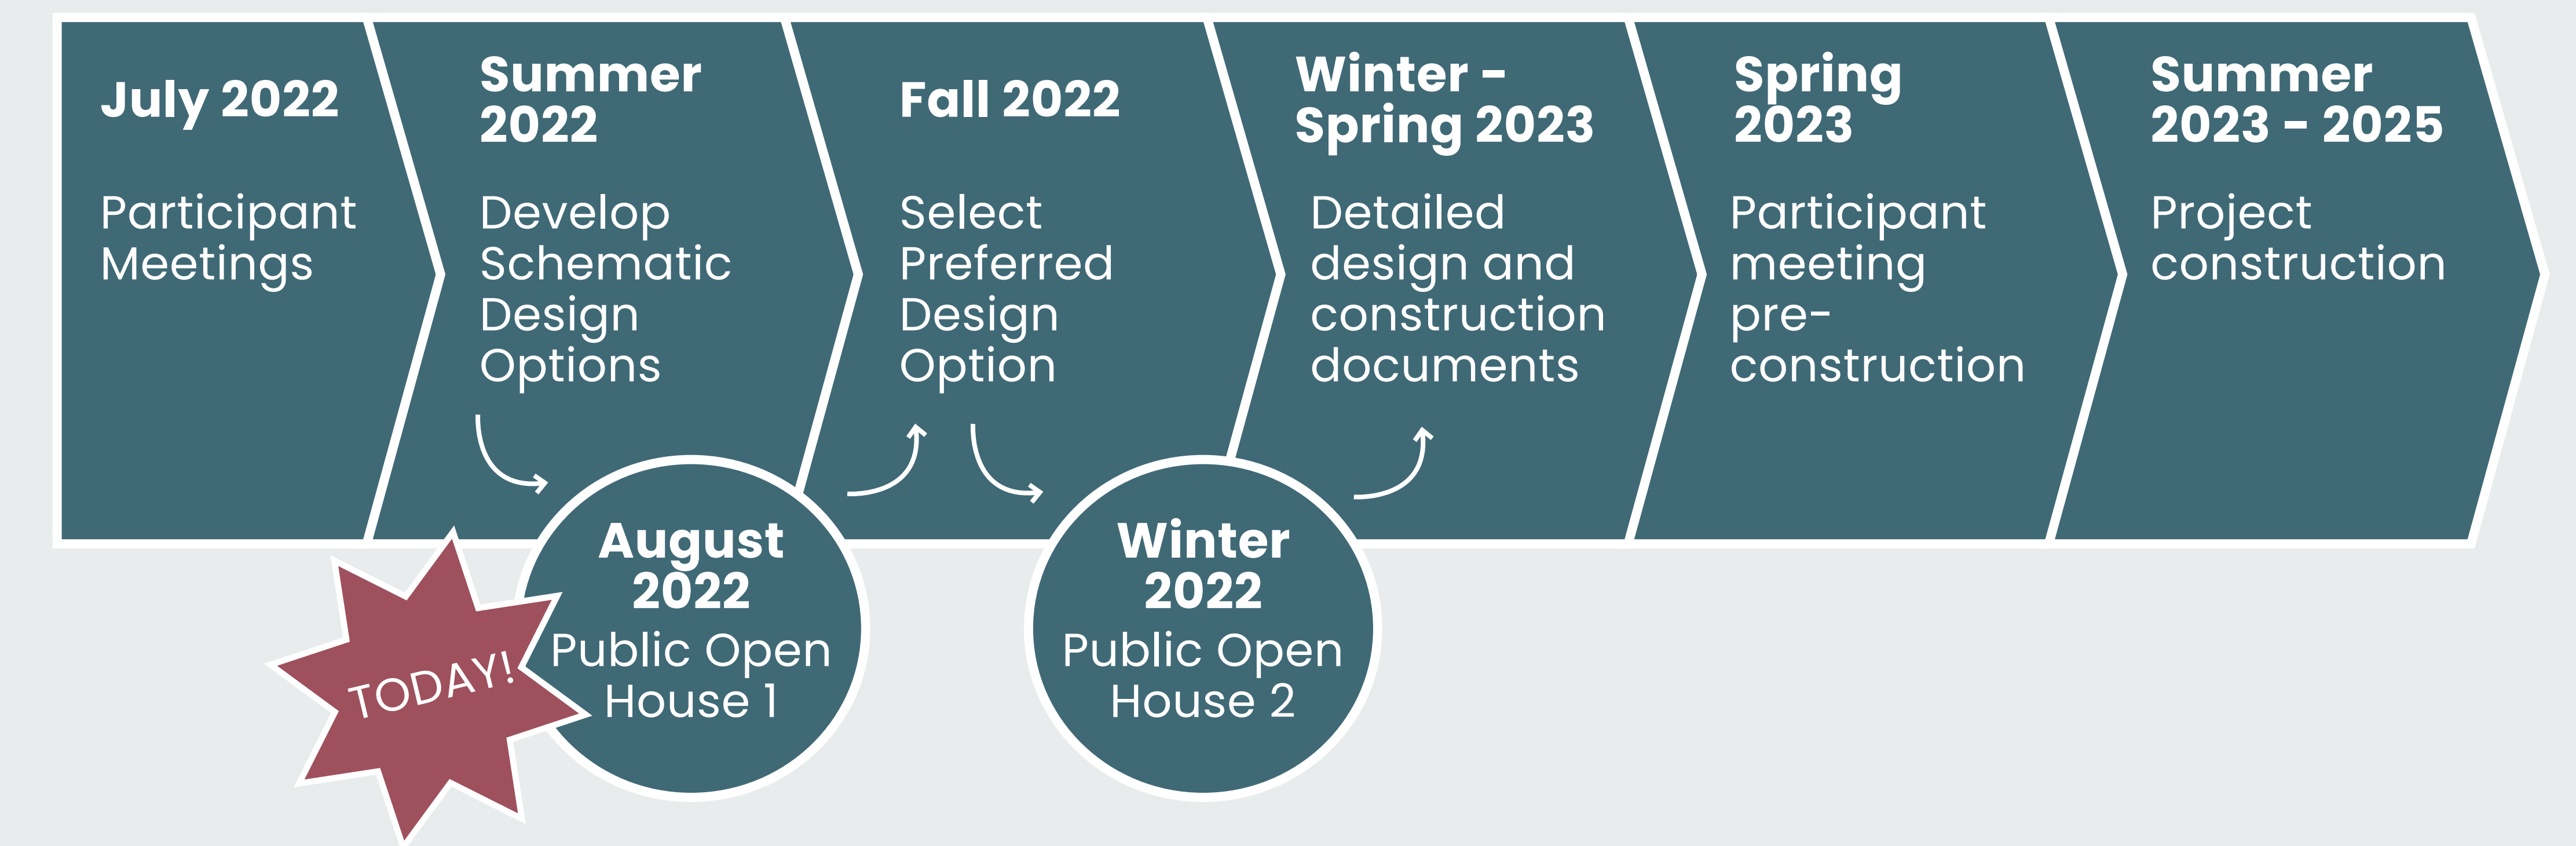 July 2022
Participant
Meetings
Summer
2022
Develop
Schematic
Design
Options
Fall 2022
Select
Preferred
Design
Option
Winter -
Spring 2023
Detailed
design and
construction
documents
Spring
2023
Participant
meeting
pre-
construction
Summer
2023 - 2025
Project
construction
TODAY!
August
2022
Public Open
House 1
Winter
2022
Public Open
House 2